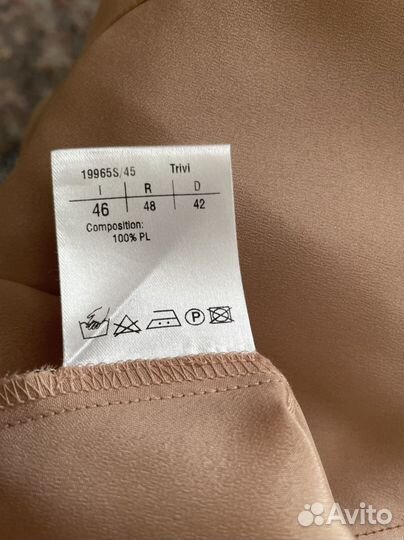 19965S/45 Trivi
I R D
46 48 42
Composition:
100% PL
P
Avito